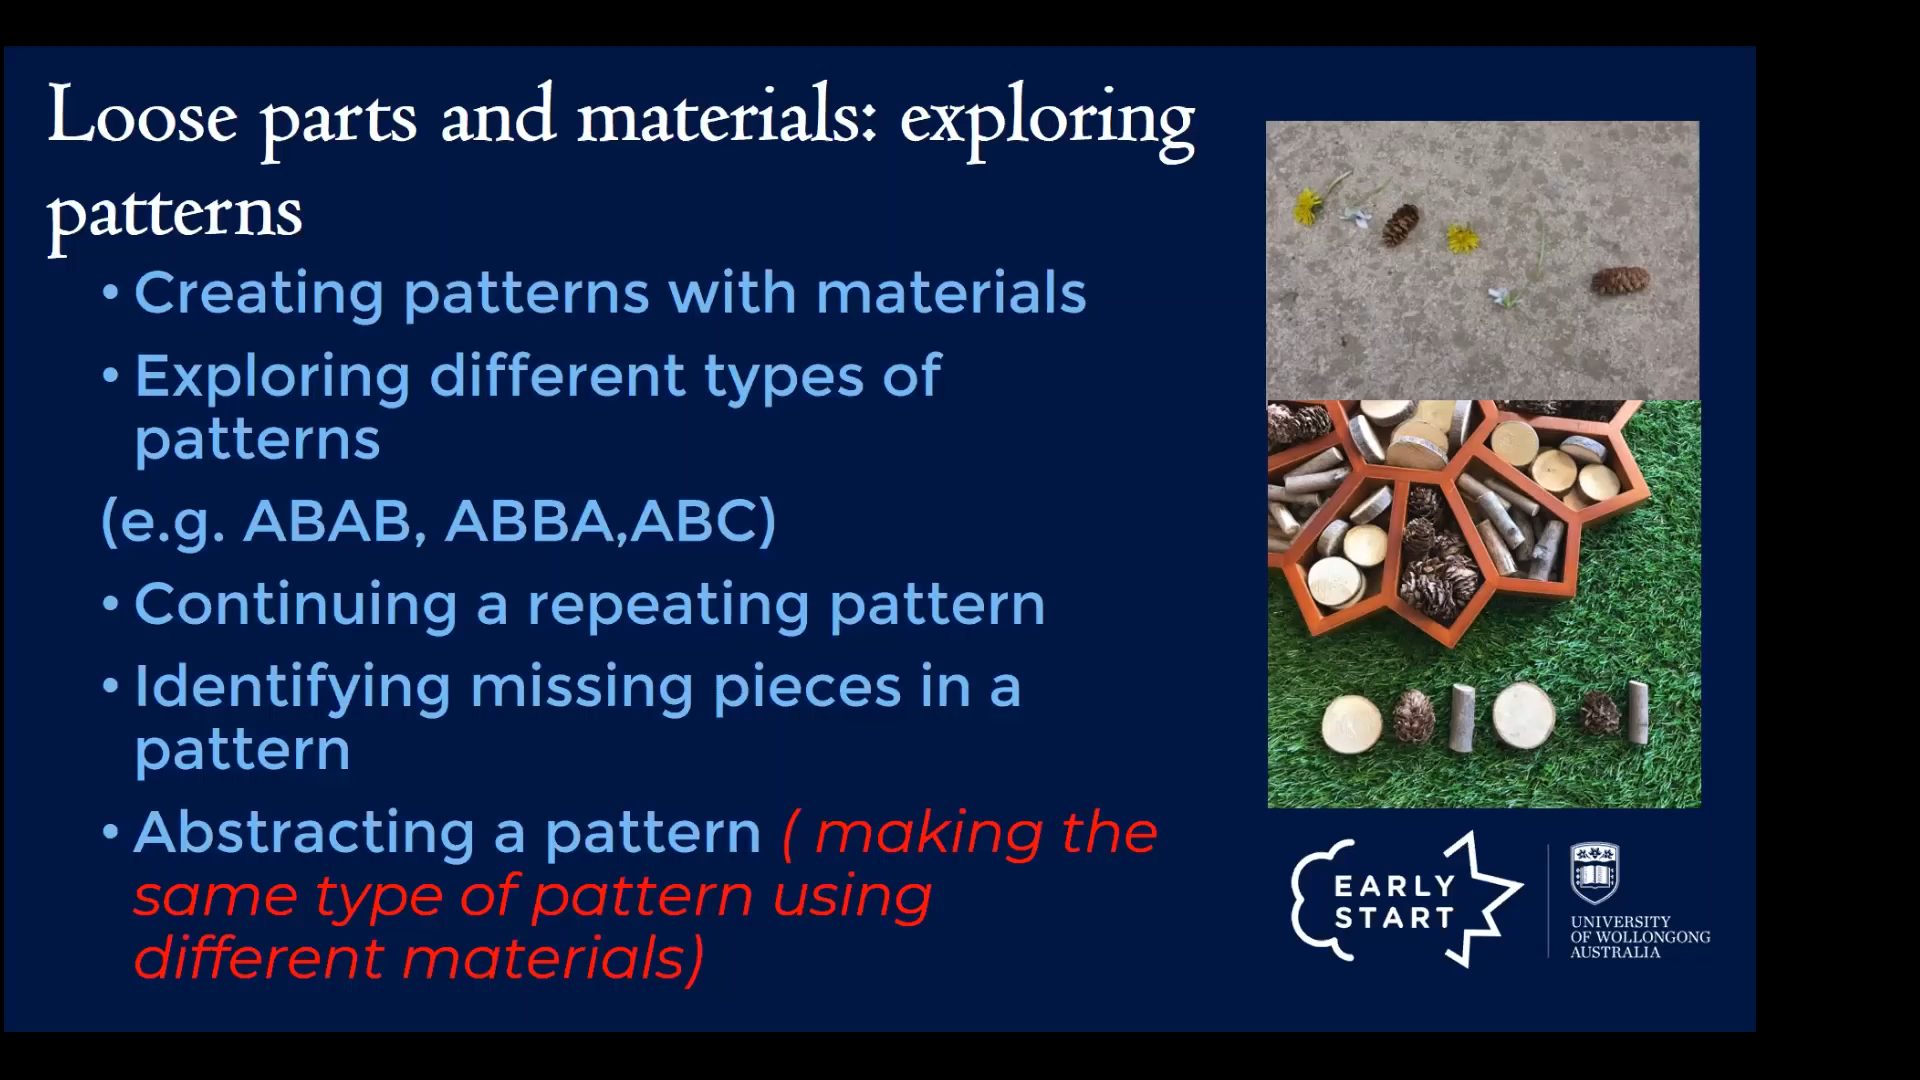 Loose parts and materials: exploring
patterns
• Creating patterns with materials
• Exploring different types of
patterns
(e.g. ABAB, ABBA,ABC)
• Continuing a repeating pattern
• Identifying missing pieces in a
pattern
• Abstracting a pattern ( making the
same type of pattern using
different materials)
EARLY
START
UNIVERSITY
OF WOLLONGONG
AUSTRALIA